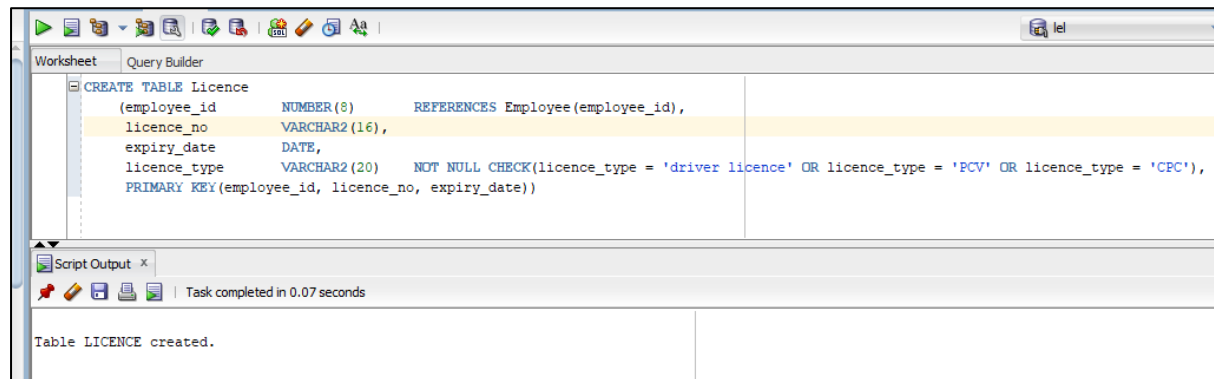 lel
Worksheet Query Builder
CREATE TABLE Licence
(employee_id NUMBER(8) REFERENCES Employee(employee_id),
licence_no VARCHAR2(16),
expiry_date DATE,
licence_type VARCHAR2(20) NOT NULL CHECK(licence_type = 'driver licence' OR licence_type = 'PCV' OR licence_type = 'CPC'),
PRIMARY KEY(employee_id, licence_no, expiry_date))
Script Output x
Task completed in 0.07 seconds
Table LICENCE created.